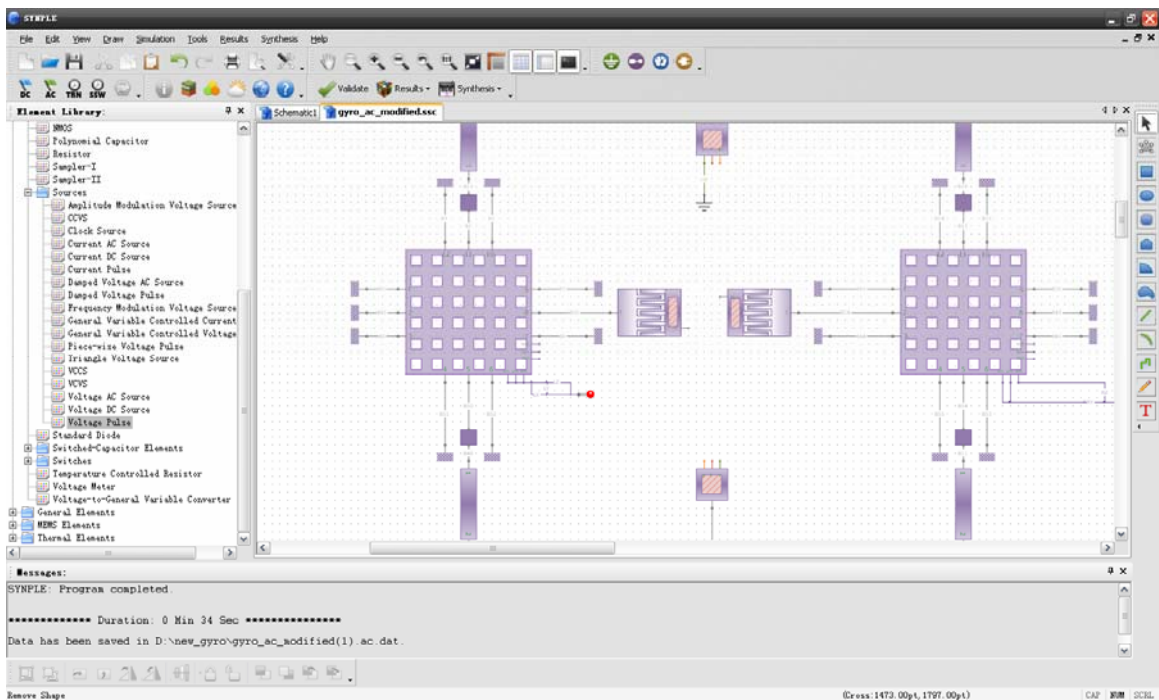 SYNPLE
File Edit View Draw Simulation Tools Results Synthesis Help
DC AC TRN SSW Validate Results Synthesis
Element Library:
Schematic1 gyro_ac_modified.ssc
NMOS
Polynomial Capacitor
Resistor
Sampler-I
Sampler-II
Sources
Amplitude Modulation Voltage Source
CCVS
Clock Source
Current AC Source
Current DC Source
Current Pulse
Damped Voltage AC Source
Damped Voltage Pulse
Frequency Modulation Voltage Source
General Variable Controlled Current
General Variable Controlled Voltage
Piece-wise Voltage Pulse
Triangle Voltage Source
VCCS
VCVS
Voltage AC Source
Voltage DC Source
Voltage Pulse
Standard Diode
Switched-Capacitor Elements
Switches
Temperature Controlled Resistor
Voltage Meter
Voltage-to-General Variable Converter
General Elements
MEMS Elements
Thermal Elements
T
Messages:
SYNPLE: Program completed.
************* Duration: 0 Min 34 Sec ***************
Data has been saved in D:\new_gyro\gyro_ac_modified(1).ac.dat.
Remove Shape
(Cross:1473.00pt, 1797.00pt)
CAP NUM SCRL